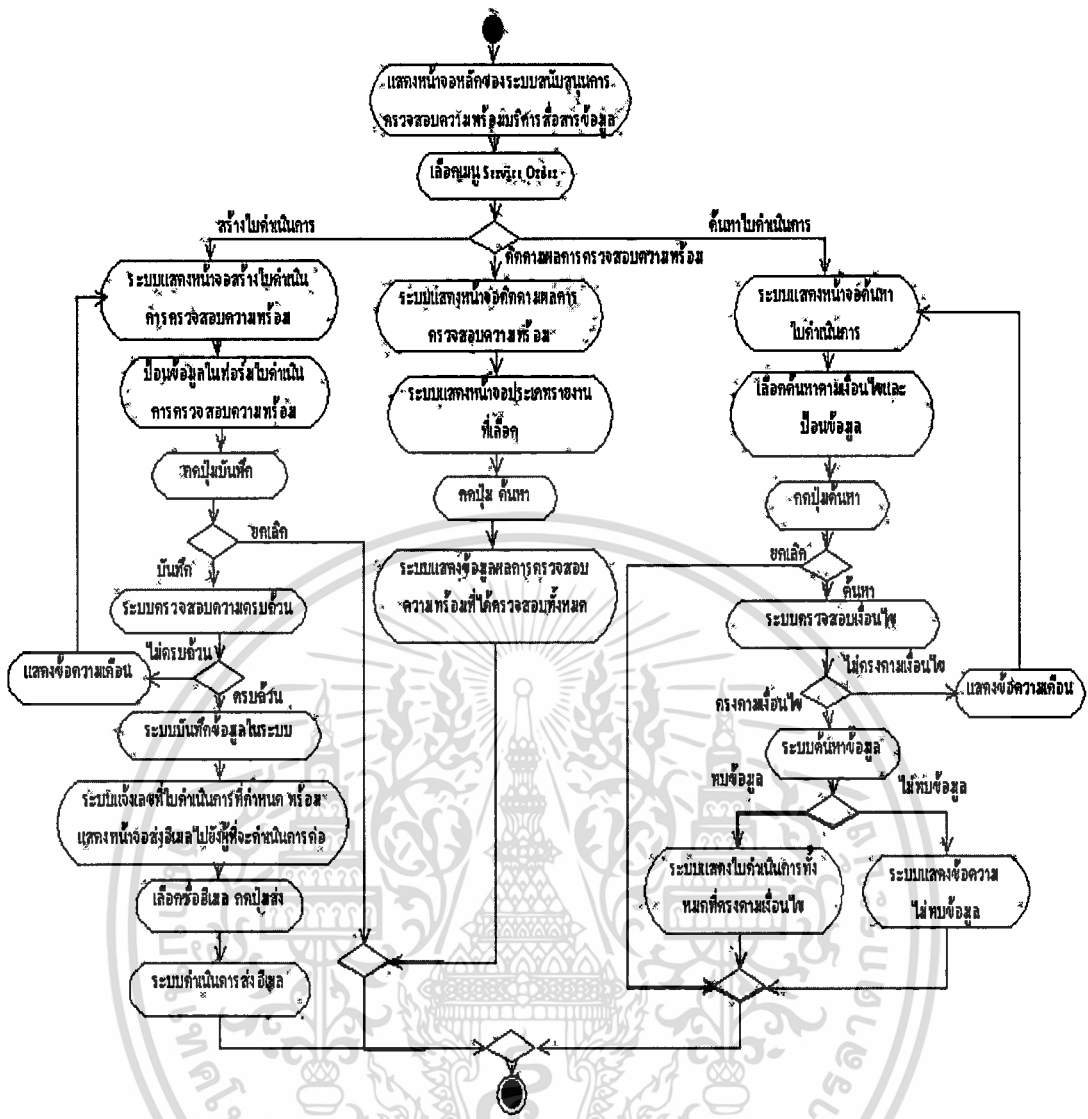 แสดงหน้าจอหลักของระบบสนับสนุนการ
ตรวจสอบความพร้อมบริการสื่อสารข้อมูล
เลือกเมนู Service Order
สร้างใบดำเนินการ
ติดตามผลการตรวจสอบความพร้อม
ค้นหาใบดำเนินการ
ระบบแสดงหน้าจอสร้างใบดำเนิน
การตรวจสอบความพร้อม
ป้อนข้อมูลในฟอร์มใบดำเนิน
การตรวจสอบความพร้อม
กดปุ่มบันทึก
ยกเลิก
บันทึก
ระบบตรวจสอบความครบถ้วน
ไม่ครบถ้วน
แสดงข้อความเตือน
ครบถ้วน
ระบบบันทึกข้อมูลในระบบ
ระบบแจ้งเลขที่ใบดำเนินการที่กำหนด พร้อม
แสดงหน้าจอส่งอีเมลไปยังผู้ที่จะดำเนินการต่อ
เลือกชื่ออีเมล กดปุ่มส่ง
ระบบดำเนินการส่งอีเมล
ระบบแสดงหน้าจอติดตามผลการ
ตรวจสอบความพร้อม
ระบบแสดงหน้าจอประเภทรายงาน
ที่เลือก
กดปุ่ม ค้นหา
ระบบแสดงข้อมูลผลการตรวจสอบ
ความพร้อมที่ได้ตรวจสอบทั้งหมด
ระบบแสดงหน้าจอค้นหา
ใบดำเนินการ
เลือกค้นหาตามเงื่อนไขและ
ป้อนข้อมูล
กดปุ่มค้นหา
ยกเลิก
ค้นหา
ระบบตรวจสอบเงื่อนไข
ไม่ตรงตามเงื่อนไข
แสดงข้อความเตือน
ตรงตามเงื่อนไข
ระบบค้นหาข้อมูล
พบข้อมูล
ไม่พบข้อมูล
ระบบแสดงใบดำเนินการทั้ง
หมดที่ตรงตามเงื่อนไข
ระบบแสดงข้อความ
ไม่พบข้อมูล